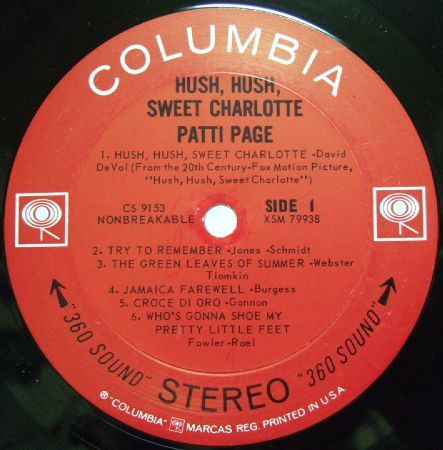 COLUMBIA
HUSH, HUSH,
SWEET CHARLOTTE
PATTI PAGE
1. HUSH, HUSH, SWEET CHARLOTTE -David
DeVol (From the 20th Century-Fox Motion Picture,
"Hush, Hush, Sweet Charlotte")
CS 9153
NONBREAKABLE
SIDE 1
XSM 79938
2. TRY TO REMEMBER -Jones -Schmidt
3. THE GREEN LEAVES OF SUMMER -Webster
Tiomkin
4. JAMAICA FAREWELL -Burgess
5. CROCE DI ORO -Gannon
6. WHO'S GONNA SHOE MY
PRETTY LITTLE FEET
Fowler-Rael
"360 SOUND" STEREO "360 SOUND"
℗ "COLUMBIA" MARCAS REG. PRINTED IN U.S.A.